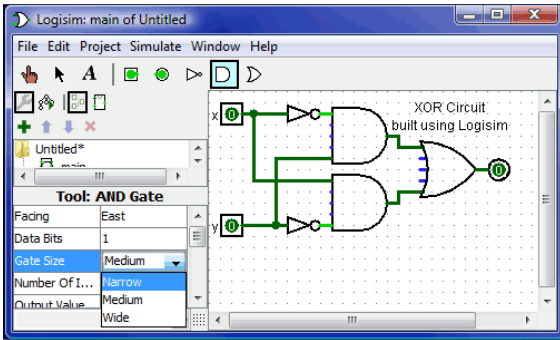 Logisim: main of Untitled
File Edit Project Simulate Window Help
A
Untitled*
main
Tool: AND Gate
Facing East
Data Bits 1
Gate Size Medium
Number Of I... Narrow
Medium
Output Value
Wide
XOR Circuit
built using Logisim
x 0
y 0
0